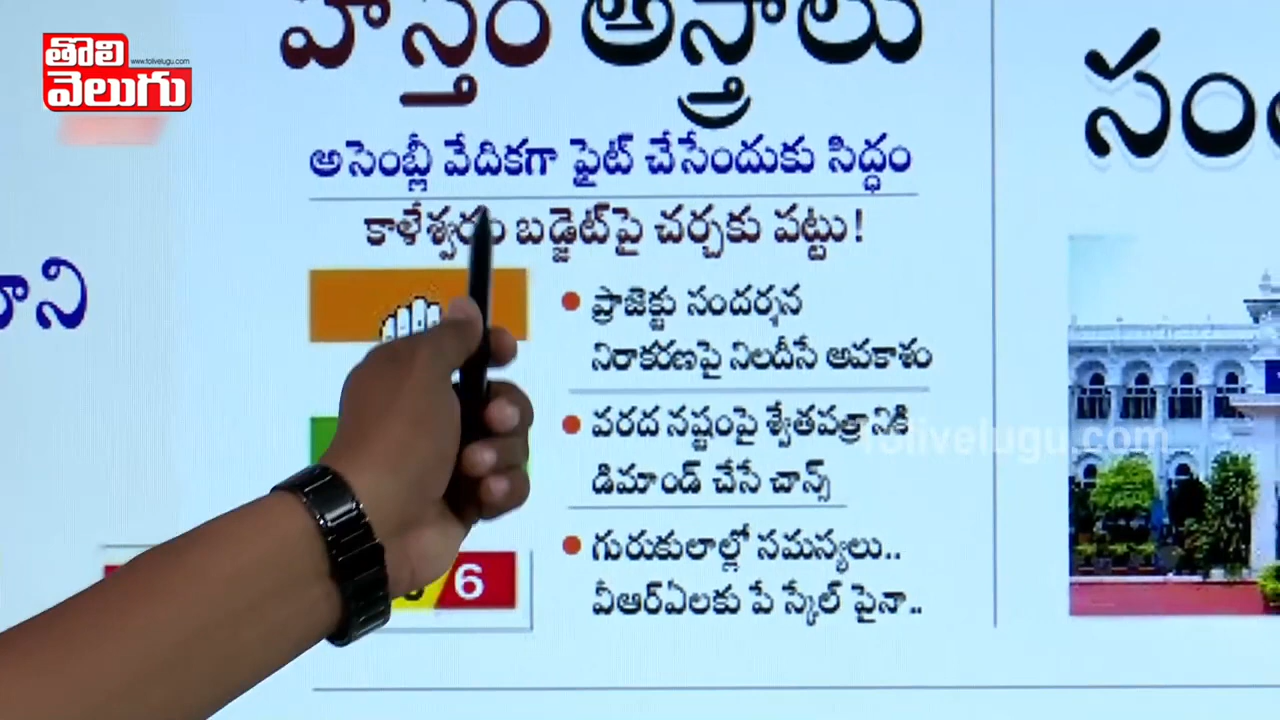 తొలి
www.tolivelugu.com
వెలుగు
హస్తం అస్త్రాలు
అసెంబ్లీ వేదికగా ఫైట్ చేసేందుకు సిద్ధం
కాళేశ్వరం బడ్జెట్‌పై చర్చకు పట్టు!
• ప్రాజెక్టు సందర్శన
నిరాకరణపై నిలదీసే అవకాశం
• వరద నష్టంపై శ్వేతపత్రానికి
డిమాండ్ చేసే చాన్స్
• గురుకులాల్లో సమస్యలు..
వీఆర్ఏలకు పే స్కేల్ పైనా..
6
Tolivelugu.com